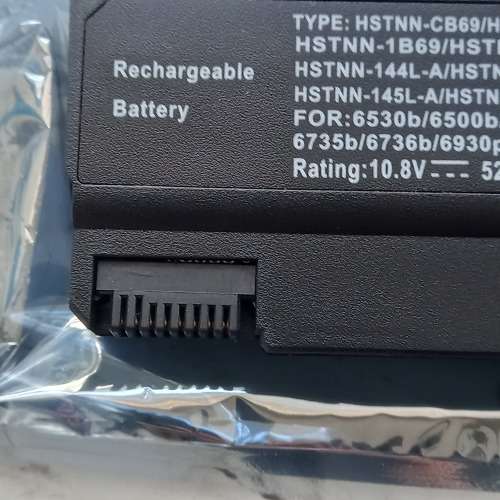 TYPE: HSTNN-CB69/H
HSTNN-1B69/HST
HSTNN-144L-A/HSTN
HSTNN-145L-A/HSTN
FOR:6530b/6500b
6735b/6736b/6930p
Rating:10.8V 52
Rechargeable
Battery